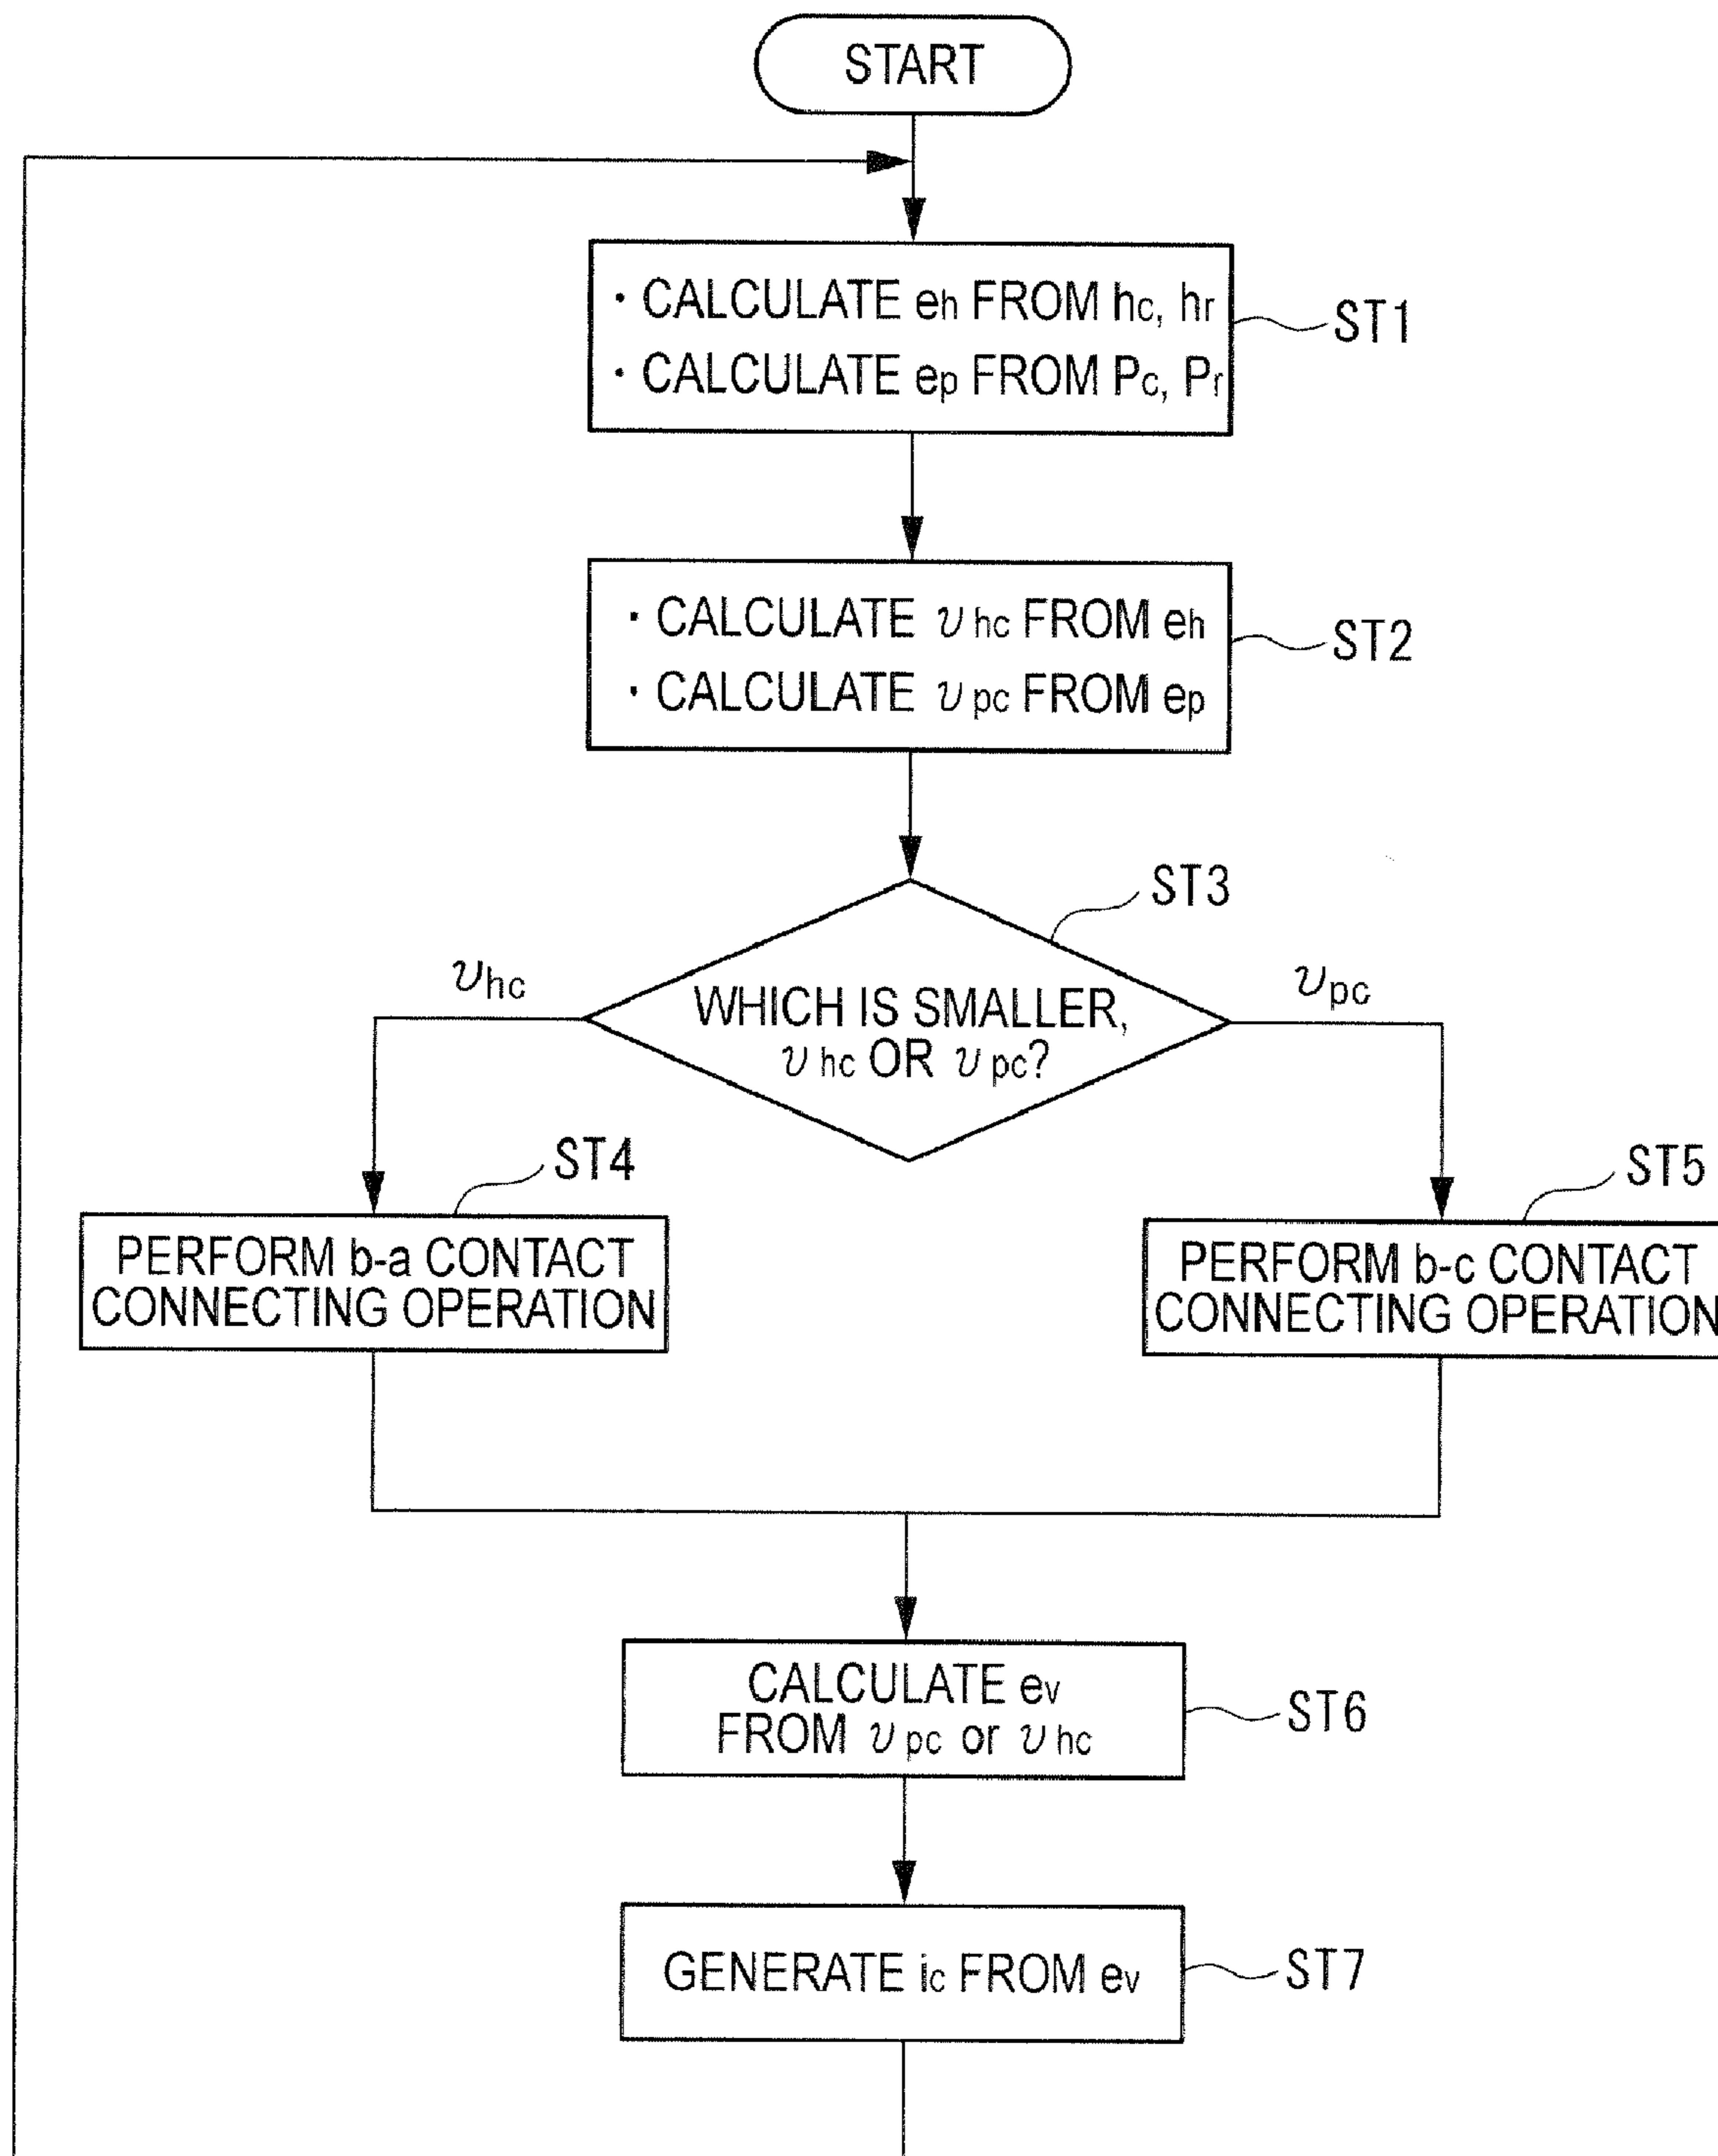 START
· CALCULATE eh FROM hc, hr
· CALCULATE ep FROM Pc, Pr
ST1
· CALCULATE υhc FROM eh
· CALCULATE υpc FROM ep
ST2
ST3
υhc
υpc
WHICH IS SMALLER,
υhc OR υpc?
ST4
ST5
PERFORM b-a CONTACT
CONNECTING OPERATION
PERFORM b-c CONTACT
CONNECTING OPERATION
CALCULATE ev
FROM υpc or υhc
ST6
GENERATE ic FROM ev
ST7